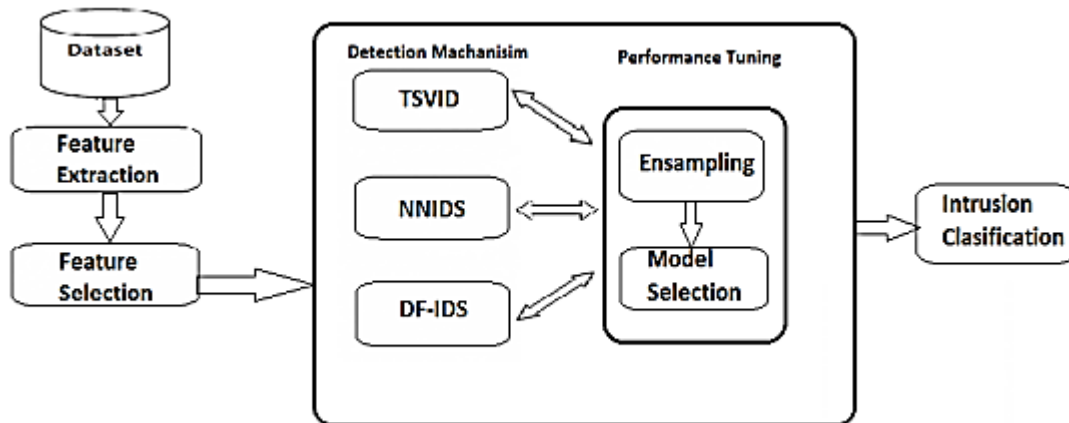 Dataset
Feature
Extraction
Feature
Selection
Detection Machanisim
TSVID
NNIDS
DF-IDS
Performance Tuning
Ensampling
Model
Selection
Intrusion
Clasification